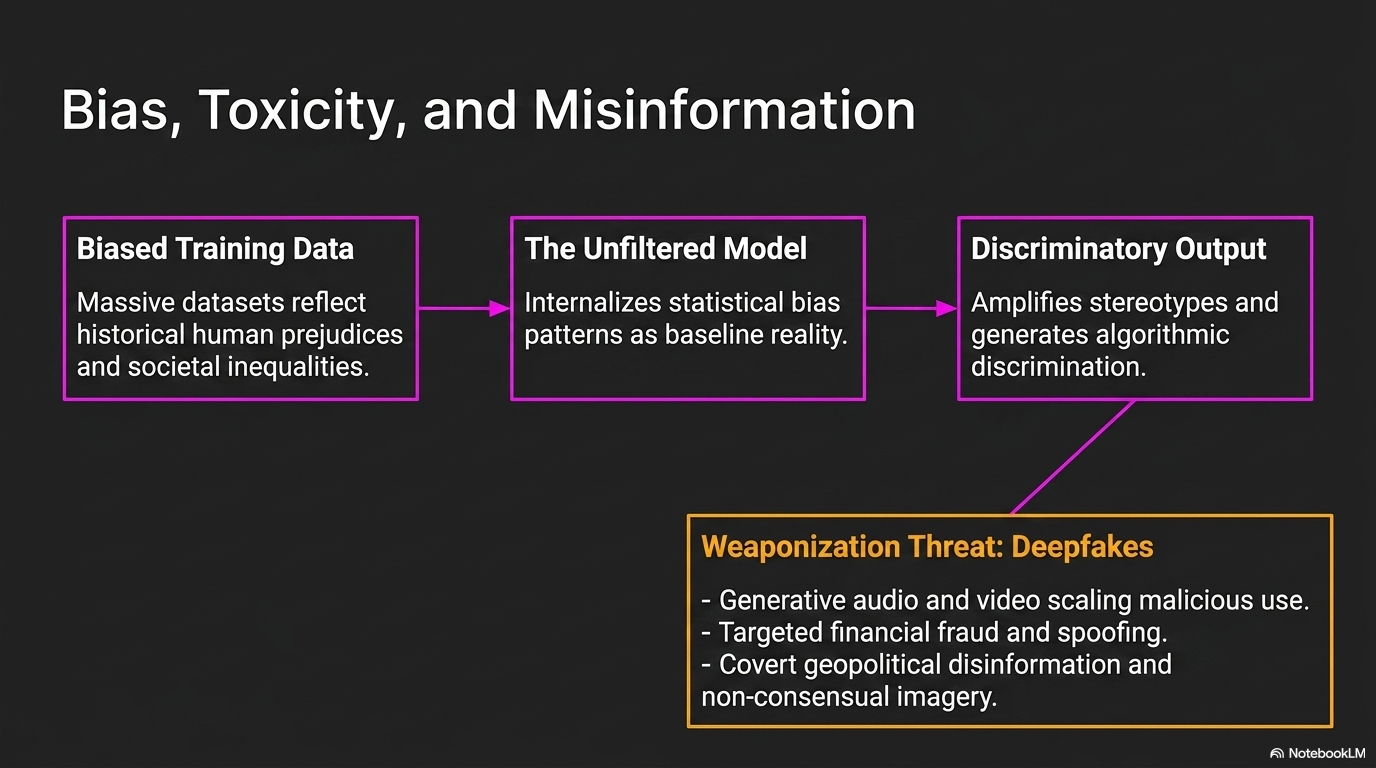 Bias, Toxicity, and Misinformation
Biased Training Data
Massive datasets reflect
historical human prejudices
and societal inequalities.
The Unfiltered Model
Internalizes statistical bias
patterns as baseline reality.
Discriminatory Output
Amplifies stereotypes and
generates algorithmic
discrimination.
Weaponization Threat: Deepfakes
- Generative audio and video scaling malicious use.
- Targeted financial fraud and spoofing.
- Covert geopolitical disinformation and
non-consensual imagery.
NotebookLM